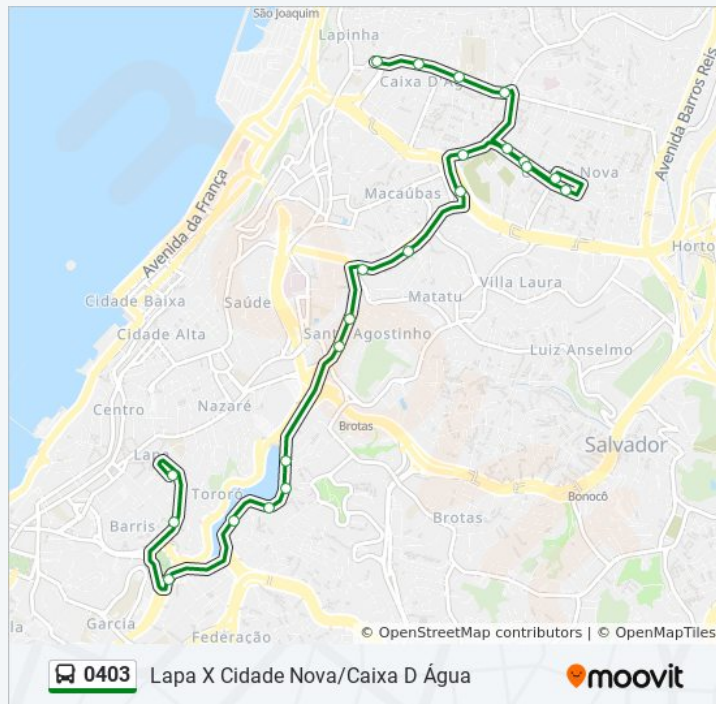 São Joaquim
Lapinha
Caixa D'Ág
Avenida Barros Reis
Nova
Macaúbas
Avenida da França
Horto
Villa Laura
Cidade Baixa
Saúde
Matatu
Cidade Alta
Santo Agostinho
Luiz Anselmo
Centro
Nazaré
Brotas
Salvador
Lapa
Tororó
Bonocô
Barris
Brotas
Garcia
Federação
© OpenStreetMap contributors | © OpenMapTiles
0403 Lapa X Cidade Nova/Caixa D Água
moovit